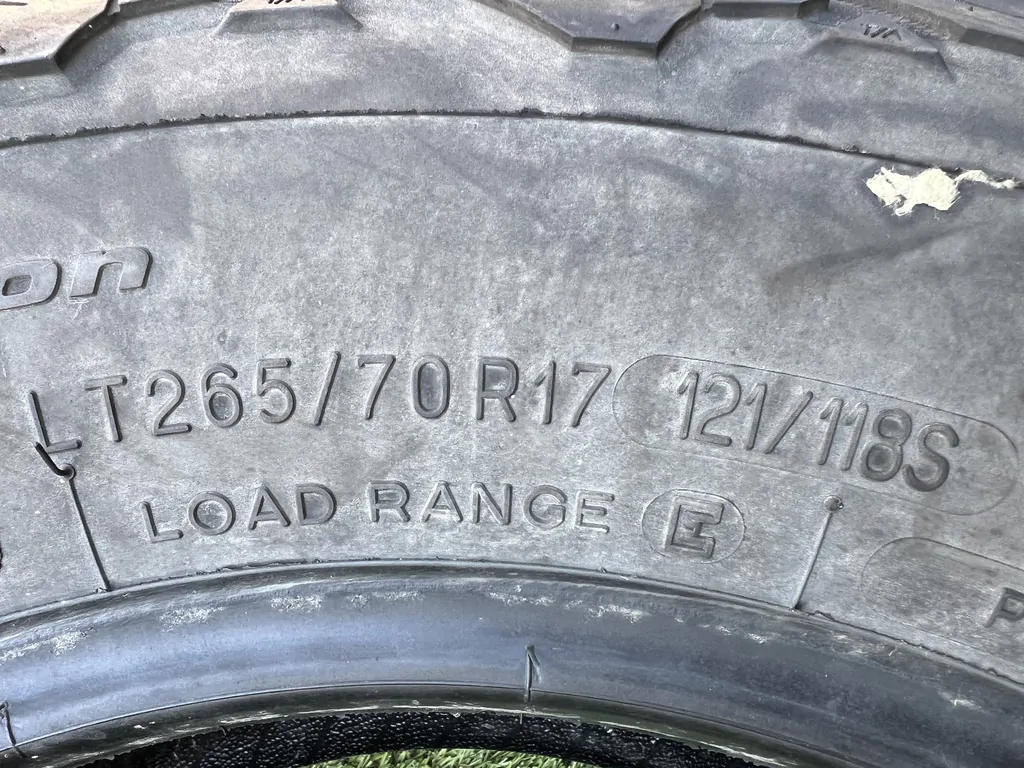 on
LT265/70R17 121/118S
LOAD RANGE E